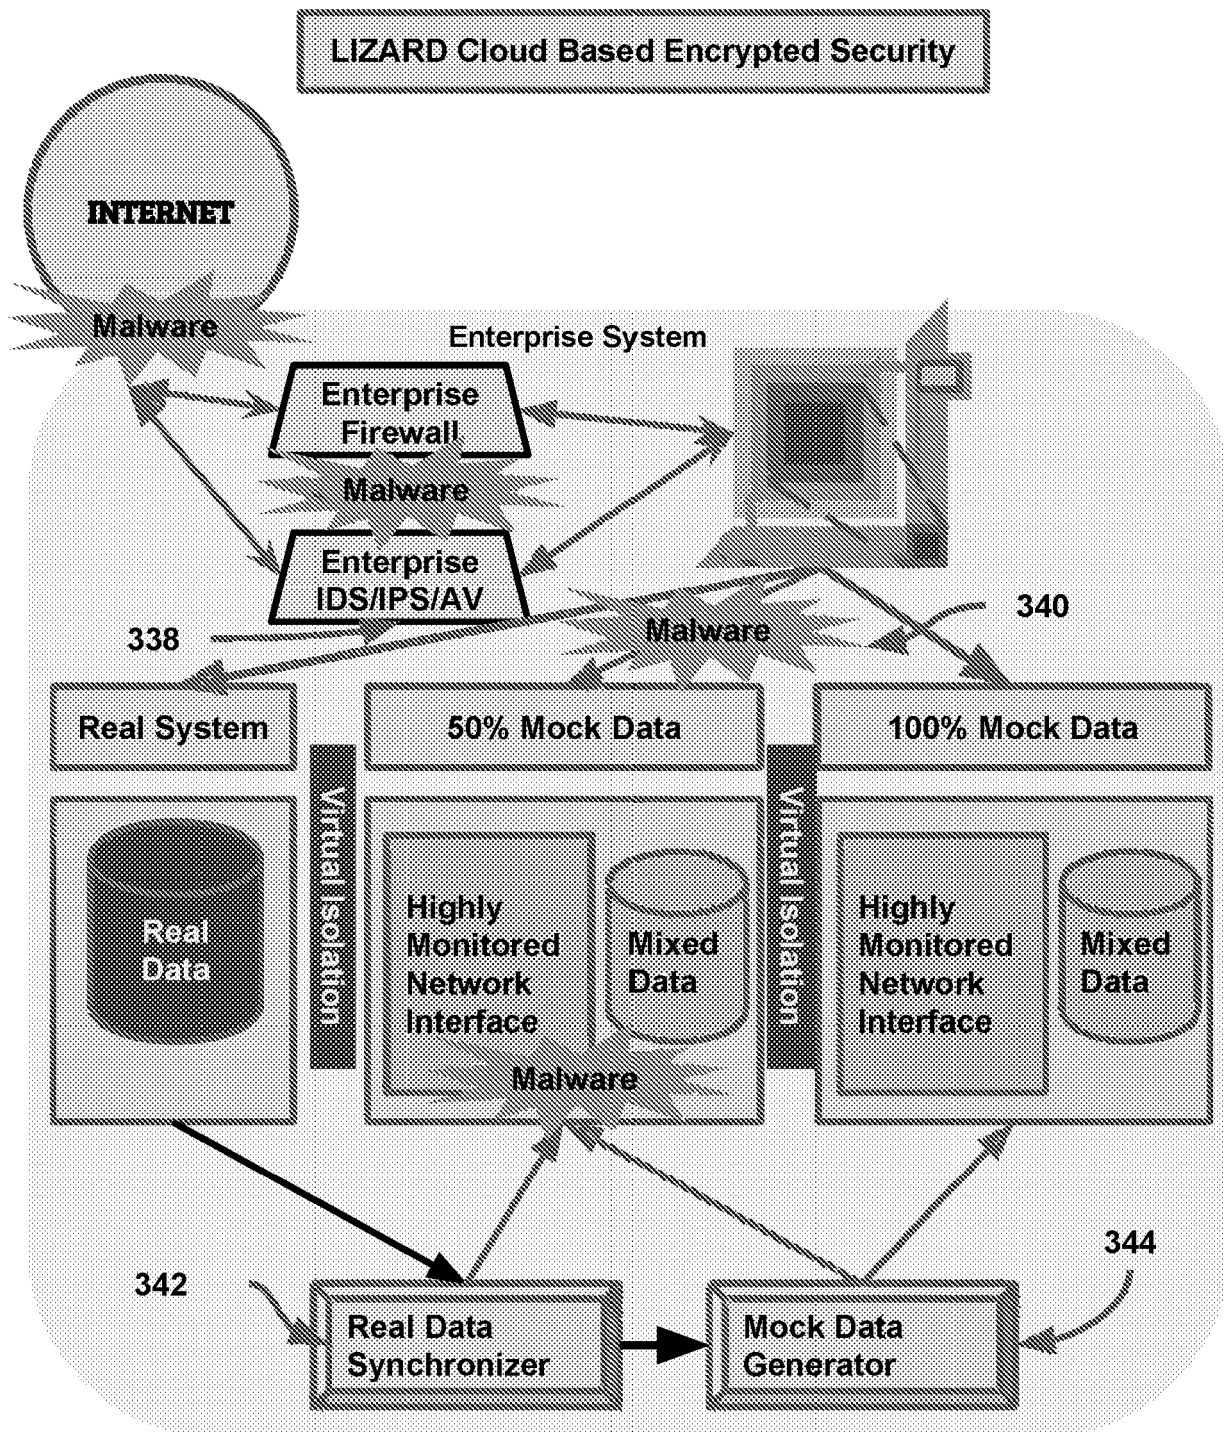 LIZARD Cloud Based Encrypted Security
INTERNET
Malware
Enterprise System
Enterprise
Firewall
Malware
Enterprise
IDS/IPS/AV
338
Malware
340
Real System
50% Mock Data
100% Mock Data
Real
Data
Virtual Isolation
Highly
Monitored
Network
Interface
Mixed
Data
Malware
Virtual Isolation
Highly
Monitored
Network
Interface
Mixed
Data
342
344
Real Data
Synchronizer
Mock Data
Generator